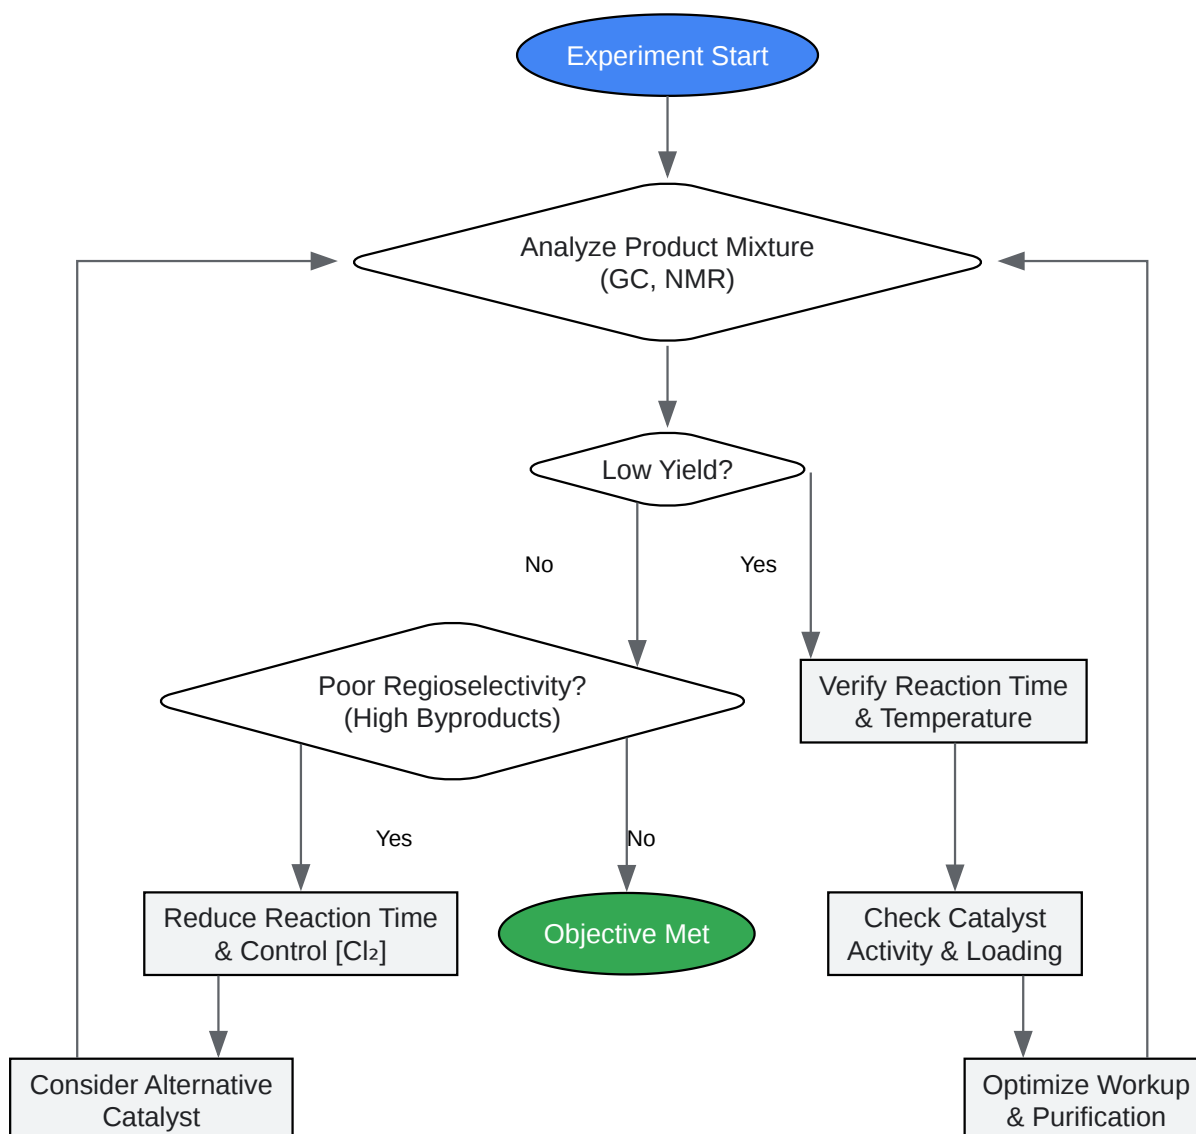 Experiment Start
Analyze Product Mixture
(GC, NMR)
Low Yield?
No
Yes
Poor Regioselectivity?
(High Byproducts)
Verify Reaction Time
& Temperature
Yes
No
Reduce Reaction Time
& Control [Cl₂]
Objective Met
Check Catalyst
Activity & Loading
Consider Alternative
Catalyst
Optimize Workup
& Purification